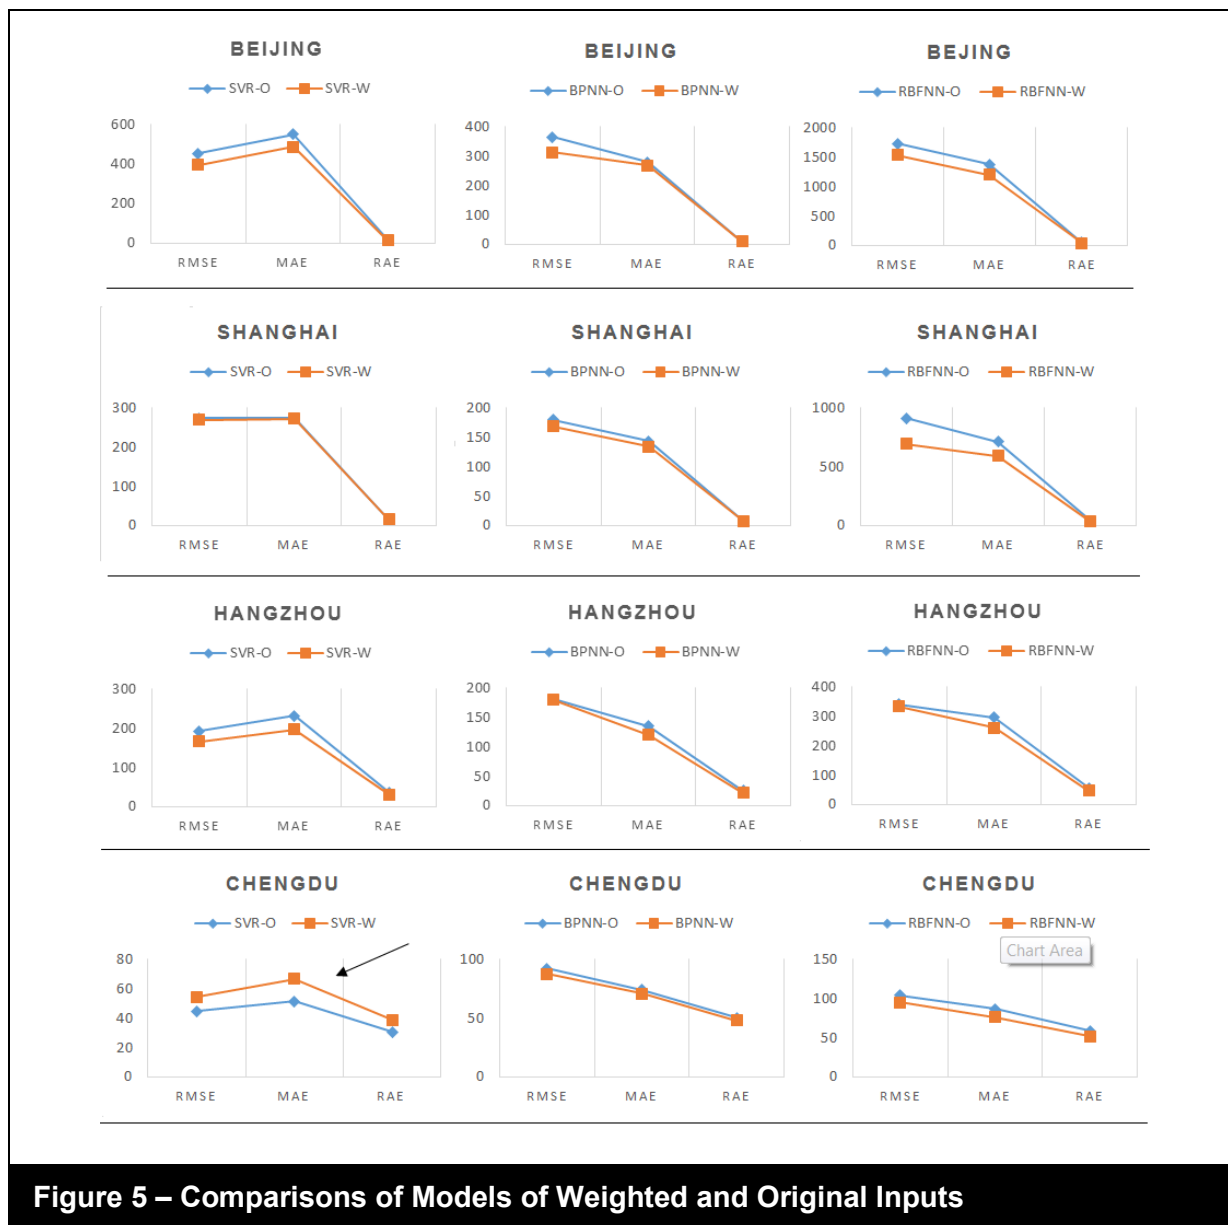 BEIJING
SVR-O SVR-W
600
400
200
0
RMSE MAE RAE
BEIJING
BPNN-O BPNN-W
400
300
200
100
0
RMSE MAE RAE
BEJING
RBFNN-O RBFNN-W
2000
1500
1000
500
0
RMSE MAE RAE
SHANGHAI
SVR-O SVR-W
300
200
100
0
RMSE MAE RAE
SHANGHAI
BPNN-O BPNN-W
200
150
100
50
0
RMSE MAE RAE
SHANGHAI
RBFNN-O RBFNN-W
1000
500
0
RMSE MAE RAE
HANGZHOU
SVR-O SVR-W
300
200
100
0
RMSE MAE RAE
HANGZHOU
BPNN-O BPNN-W
200
150
100
50
0
RMSE MAE RAE
HANGZHOU
RBFNN-O RBFNN-W
400
300
200
100
0
RMSE MAE RAE
CHENGDU
SVR-O SVR-W
80
60
40
20
0
RMSE MAE RAE
CHENGDU
BPNN-O BPNN-W
100
50
0
RMSE MAE RAE
CHENGDU
RBFNN-O RBFNN-W
Chart Area
150
100
50
0
RMSE MAE RAE
Figure 5 – Comparisons of Models of Weighted and Original Inputs